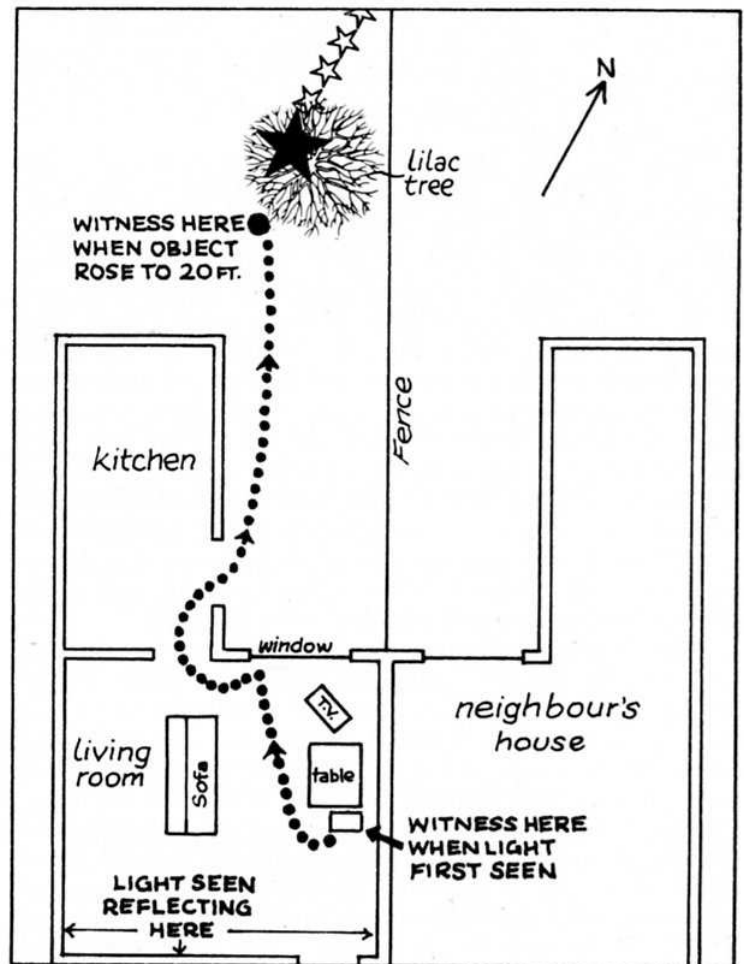 N
lilac
tree
WITNESS HERE
WHEN OBJECT
ROSE TO 20 FT.
Fence
kitchen
window
T.V.
neighbour's
house
living
room
Sofa
table
WITNESS HERE
WHEN LIGHT
FIRST SEEN
LIGHT SEEN
REFLECTING
HERE